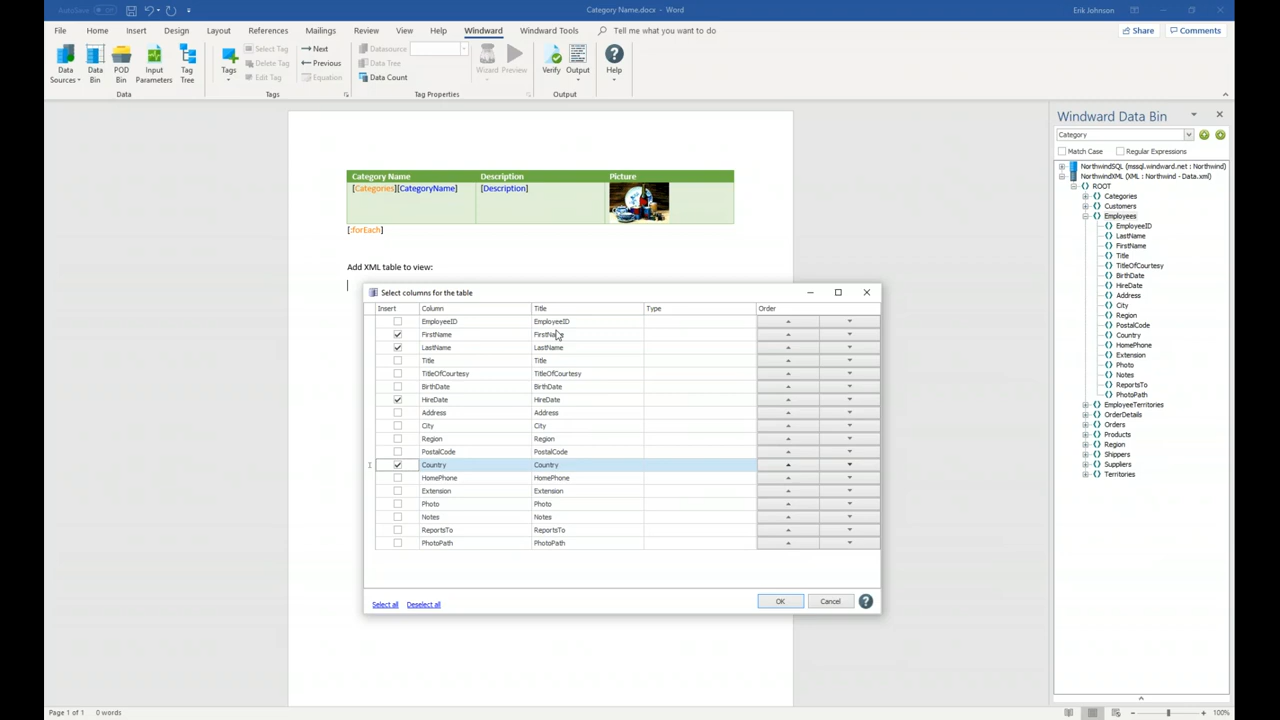 AutoSave
Category Name.docx - Word
Erik Johnson
File Home Insert Design Layout References Mailings Review View Help Windward Windward Tools Tell me what you want to do
Share Comments
Data Sources
Data Bin
POD Bin
Input Parameters
Tag Tree
Data
Tags
Select Tag
Delete Tag
Edit Tag
Next
Previous
Equation
Tags
Datasource
Data Tree
Data Count
Wizard
Preview
Tag Properties
Verify
Output
Output
Help
Category Name Description Picture
[Categories][CategoryName] [Description]
[:forEach]
Add XML table to view:
Select columns for the table
Insert Column Title Type Order
EmployeeID EmployeeID
FirstName FirstName
LastName LastName
Title Title
TitleOfCourtesy TitleOfCourtesy
BirthDate BirthDate
HireDate HireDate
Address Address
City City
Region Region
PostalCode PostalCode
Country Country
HomePhone HomePhone
Extension Extension
Photo Photo
Notes Notes
ReportsTo ReportsTo
PhotoPath PhotoPath
Select all Deselect all
OK Cancel
Windward Data Bin
Category
Match Case Regular Expressions
NorthwindSQL (mssql.windward.net : Northwind)
NorthwindXML (XML : Northwind - Data.xml)
ROOT
Categories
Customers
Employees
EmployeeID
LastName
FirstName
Title
TitleOfCourtesy
BirthDate
HireDate
Address
City
Region
PostalCode
Country
HomePhone
Extension
Photo
Notes
ReportsTo
PhotoPath
EmployeeTerritories
OrderDetails
Orders
Products
Region
Shippers
Suppliers
Territories
Page 1 of 1 0 words
100%